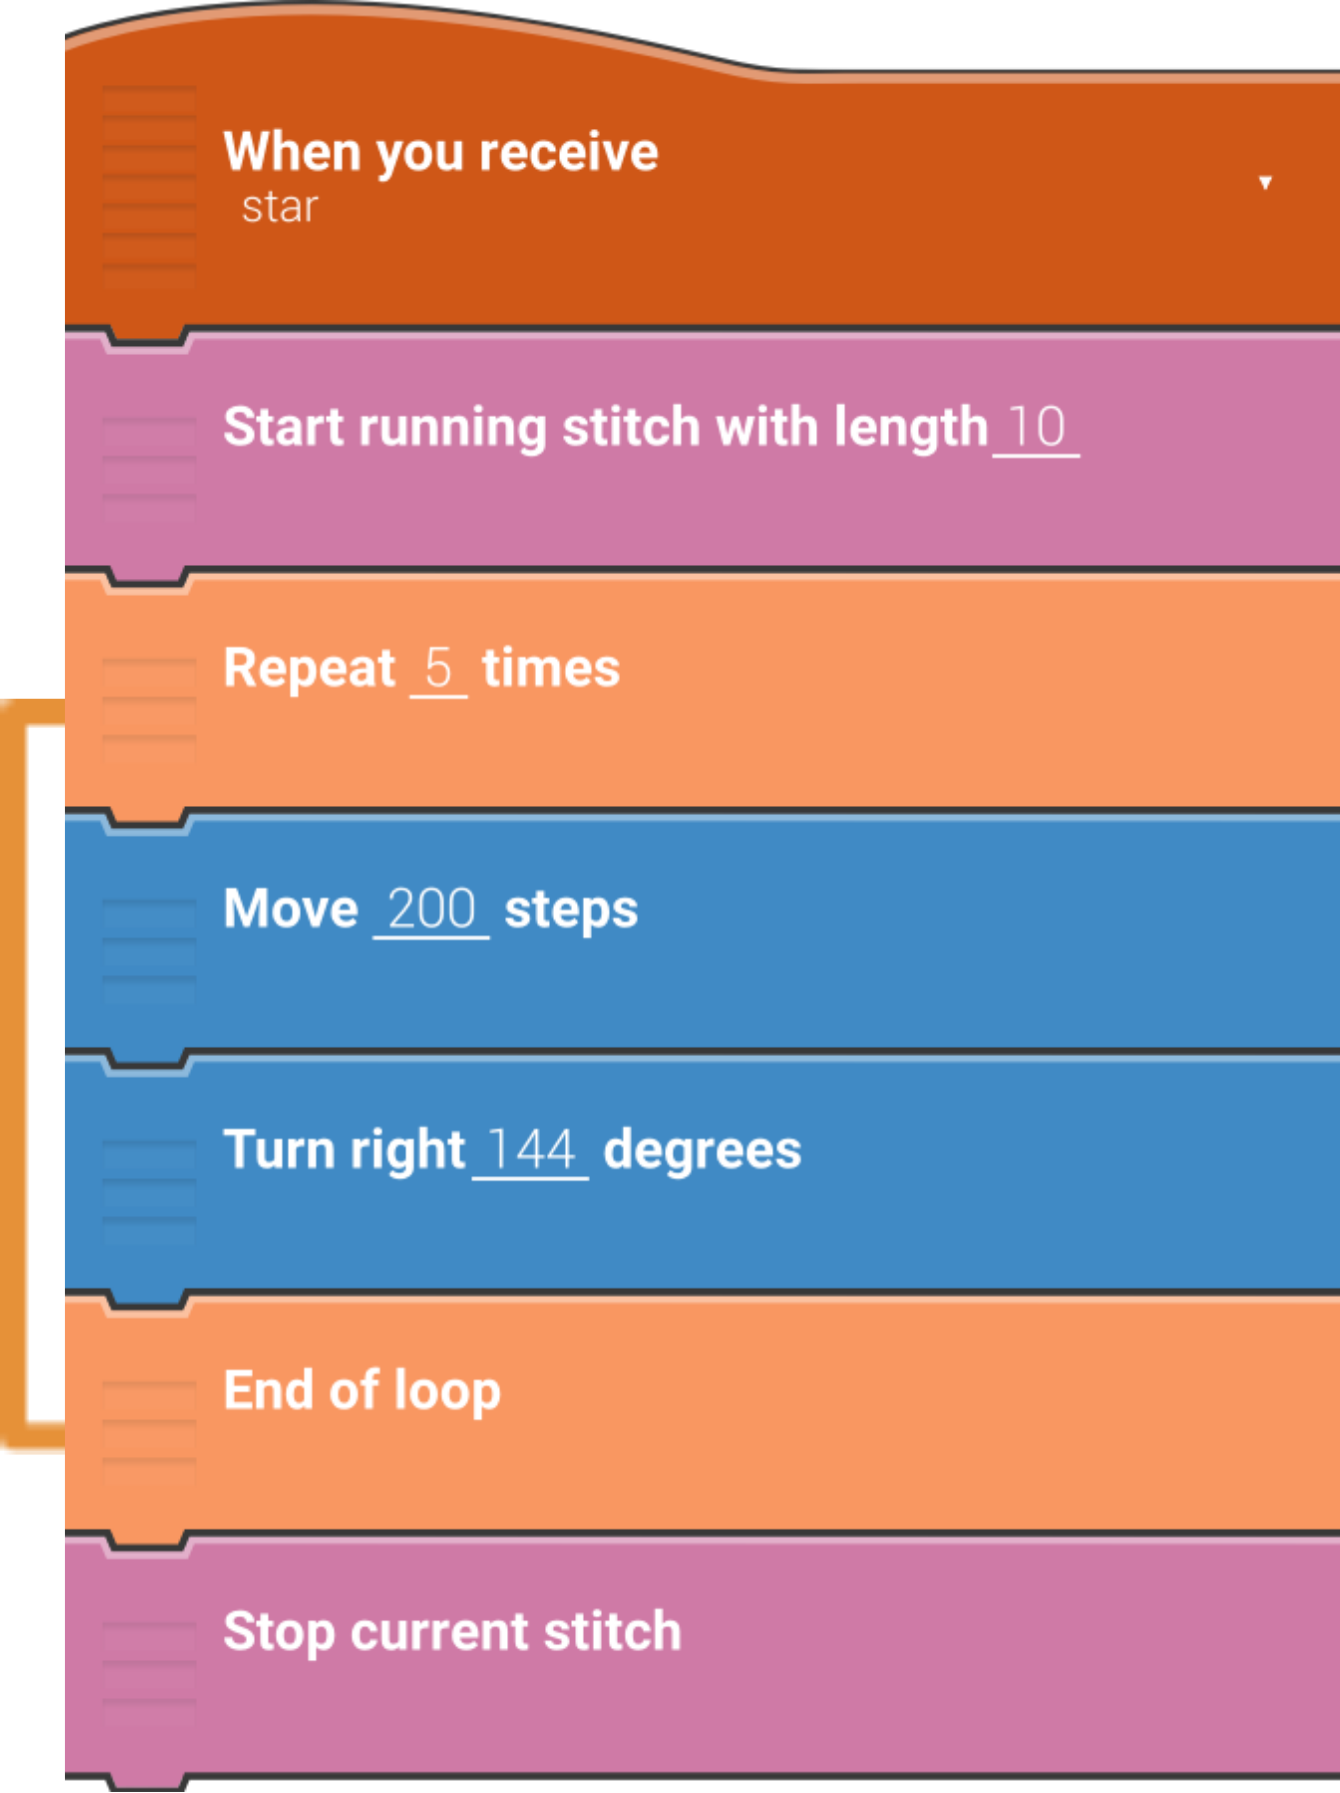 When you receive
star
Start running stitch with length 10
Repeat 5 times
Move 200 steps
Turn right 144 degrees
End of loop
Stop current stitch